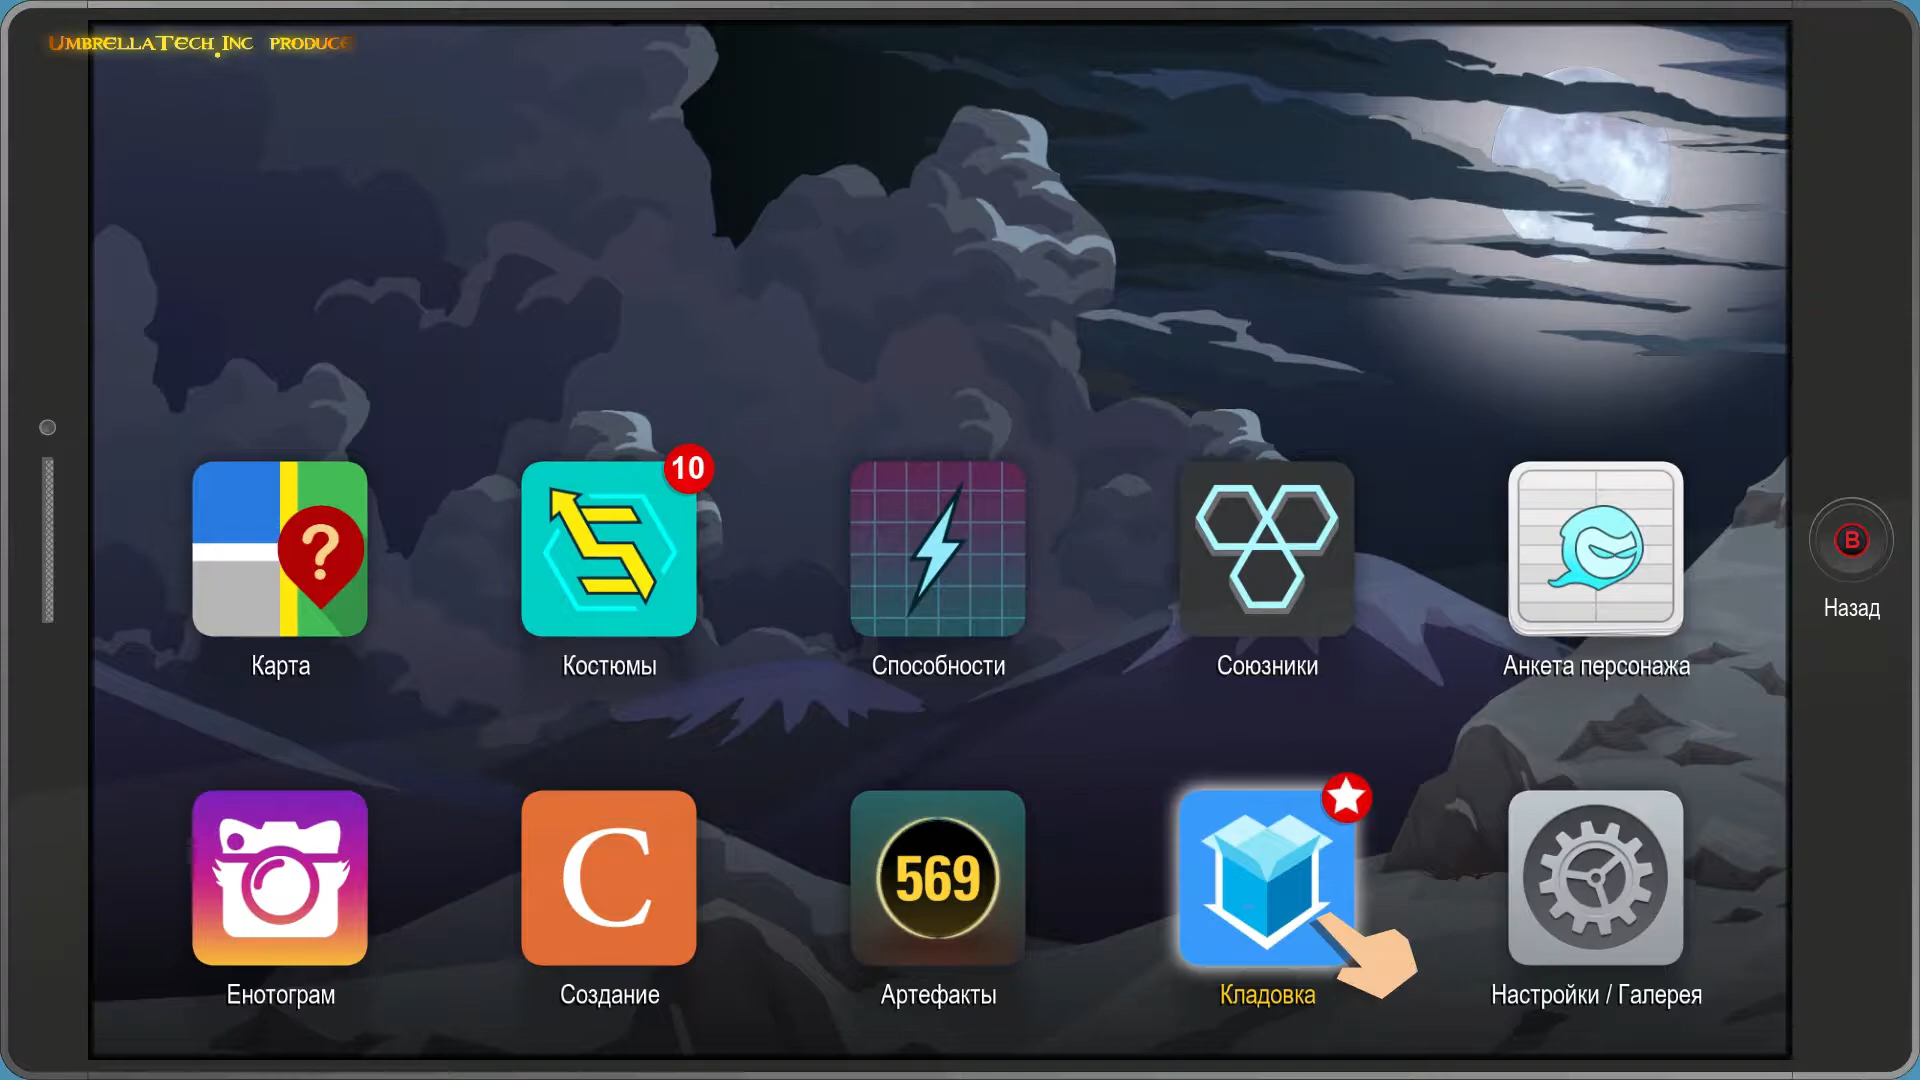 UmbrellaTech.Inc produce
10
?
Карта
Костюмы
Способности
Союзники
Анкета персонажа
B
Назад
C
569
Енотограм
Создание
Артефакты
Кладовка
Настройки / Галерея